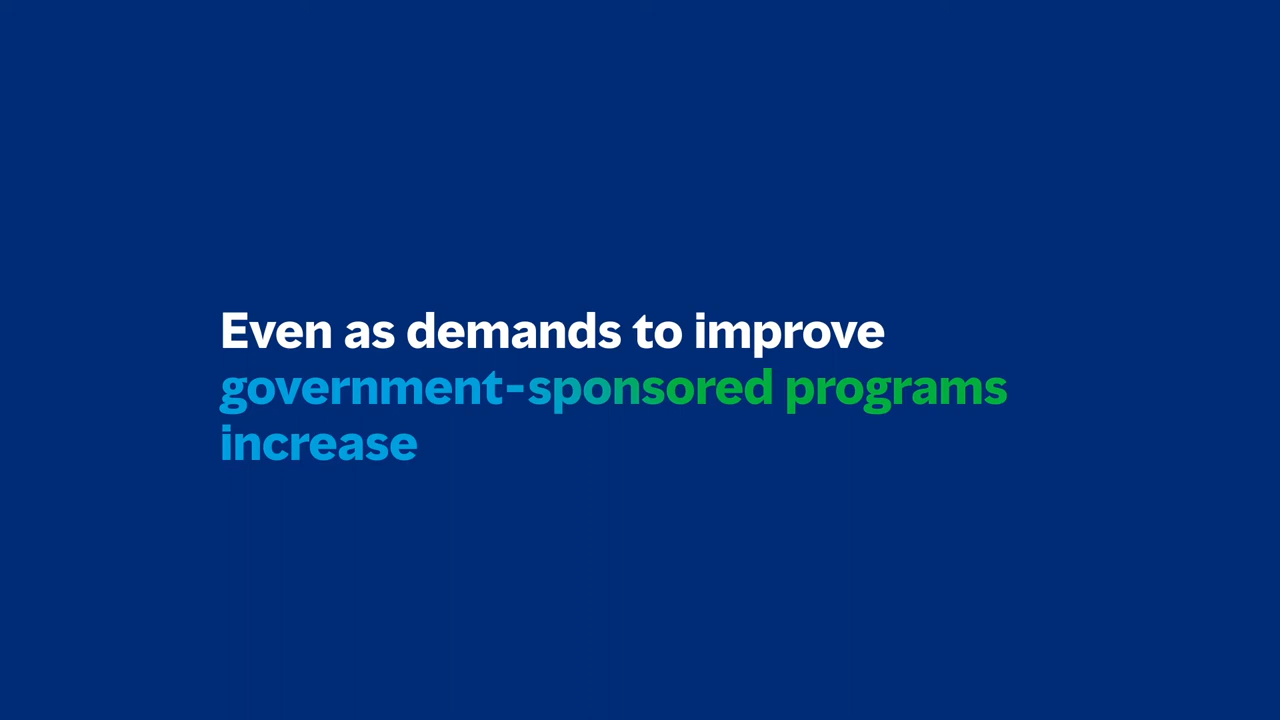 Even as demands to improve
government-sponsored programs
increase